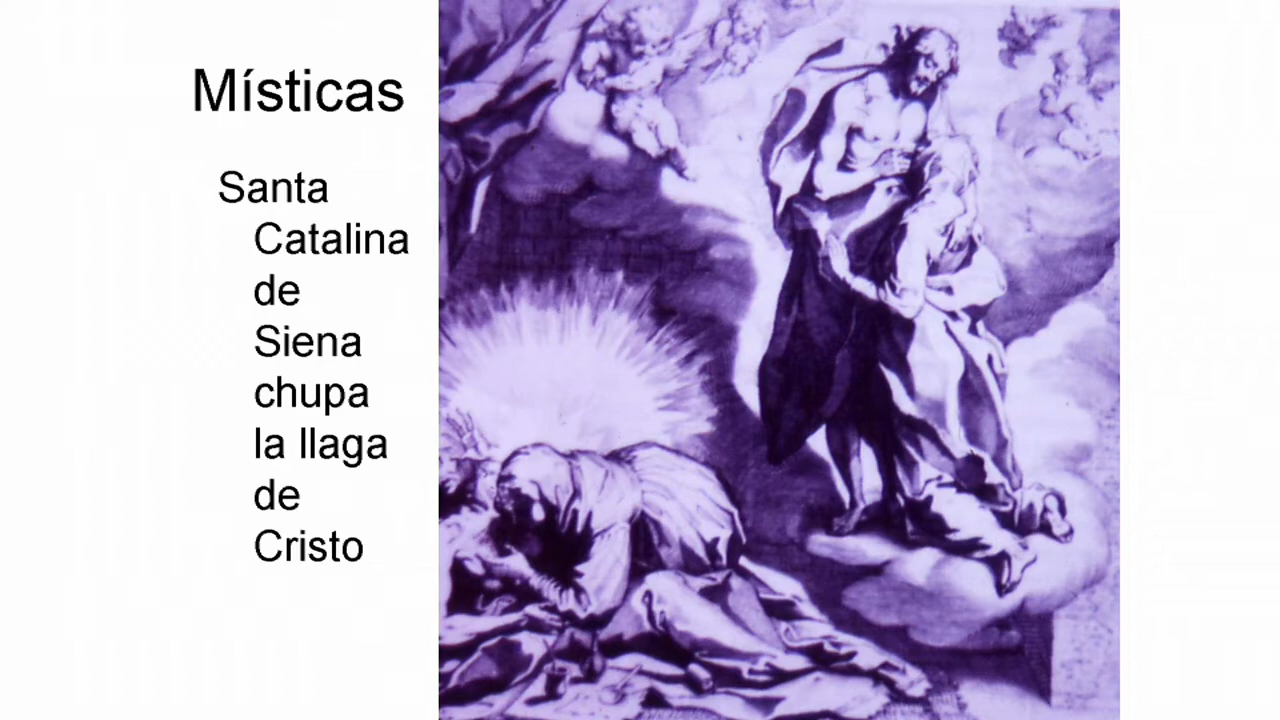 Místicas
Santa
Catalina
de
Siena
chupa
la llaga
de
Cristo